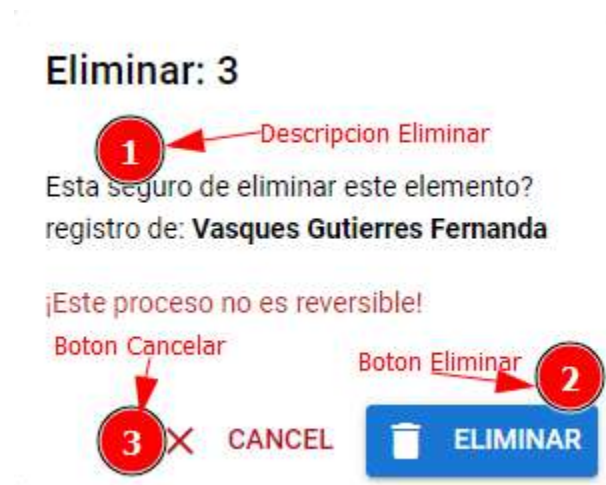 Eliminar: 3
Descripcion Eliminar
1
Esta seguro de eliminar este elemento?
registro de: Vasques Gutierres Fernanda
¡Este proceso no es reversible!
Boton Cancelar
Boton Eliminar
2
3
CANCEL
ELIMINAR